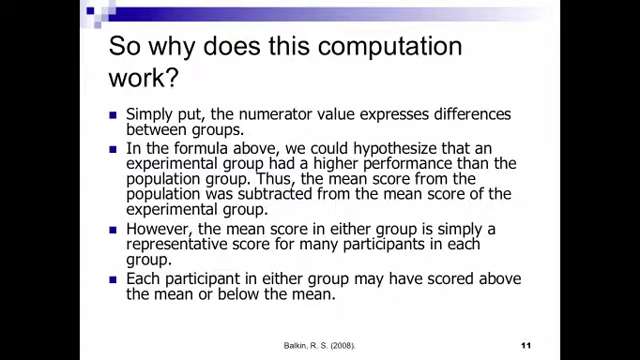 So why does this computation
work?
Simply put, the numerator value expresses differences
between groups.
In the formula above, we could hypothesize that an
experimental group had a higher performance than the
population group. Thus, the mean score from the
population was subtracted from the mean score of the
experimental group.
However, the mean score in either group is simply a
representative score for many participants in each
group.
Each participant in either group may have scored above
the mean or below the mean.
Balkin, R. S. (2008).
11